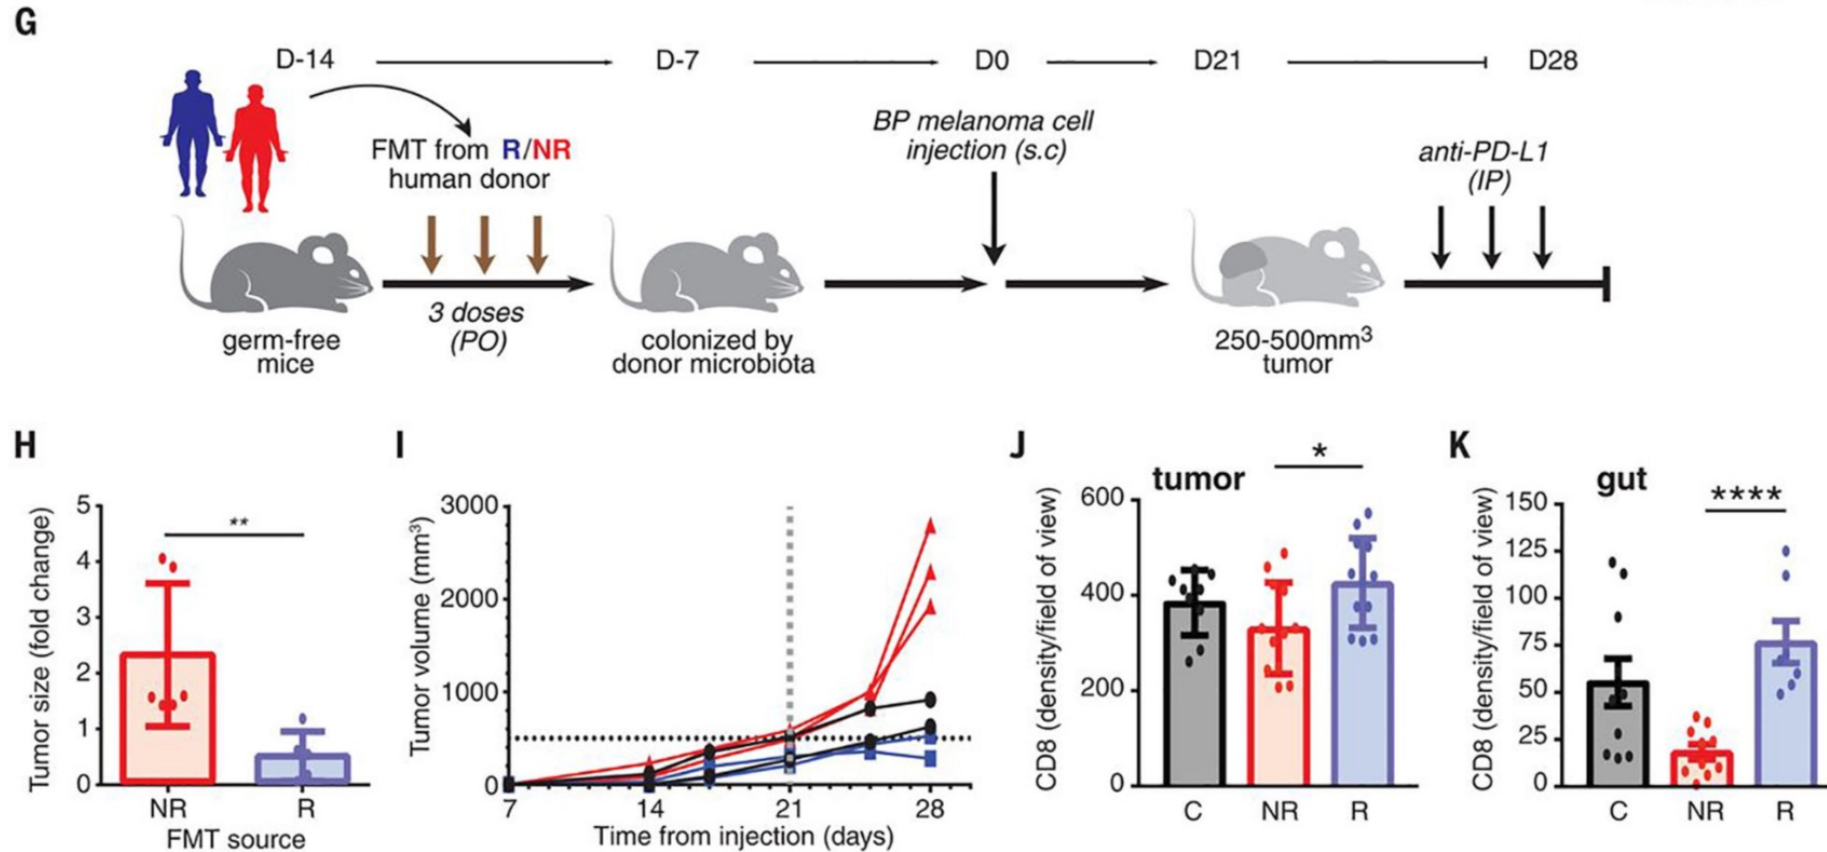 G
D-14 D-7 D0 D21 D28
FMT from R/NR
human donor
BP melanoma cell
injection (s.c)
anti-PD-L1
(IP)
3 doses
(PO)
germ-free
mice
colonized by
donor microbiota
250-500mm³
tumor
H
Tumor size (fold change)
5
4
3
2
1
0
**
NR R
FMT source
I
Tumor volume (mm³)
3000
2000
1000
0
7 14 21 28
Time from injection (days)
J
tumor
*
CD8 (density/field of view)
600
400
200
0
C NR R
K
gut
****
CD8 (density/field of view)
150
125
100
75
50
25
0
C NR R